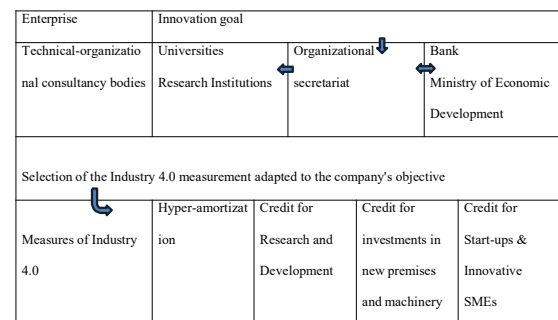 Enterprise
Innovation goal
Technical-organizatio
nal consultancy bodies
Universities
Research Institutions
Organizational
secretariat
Bank
Ministry of Economic
Development
Selection of the Industry 4.0 measurement adapted to the company's objective
Measures of Industry
4.0
Hyper-amortizat
ion
Credit for
Research and
Development
Credit for
investments in
new premises
and machinery
Credit for
Start-ups &
Innovative
SMEs